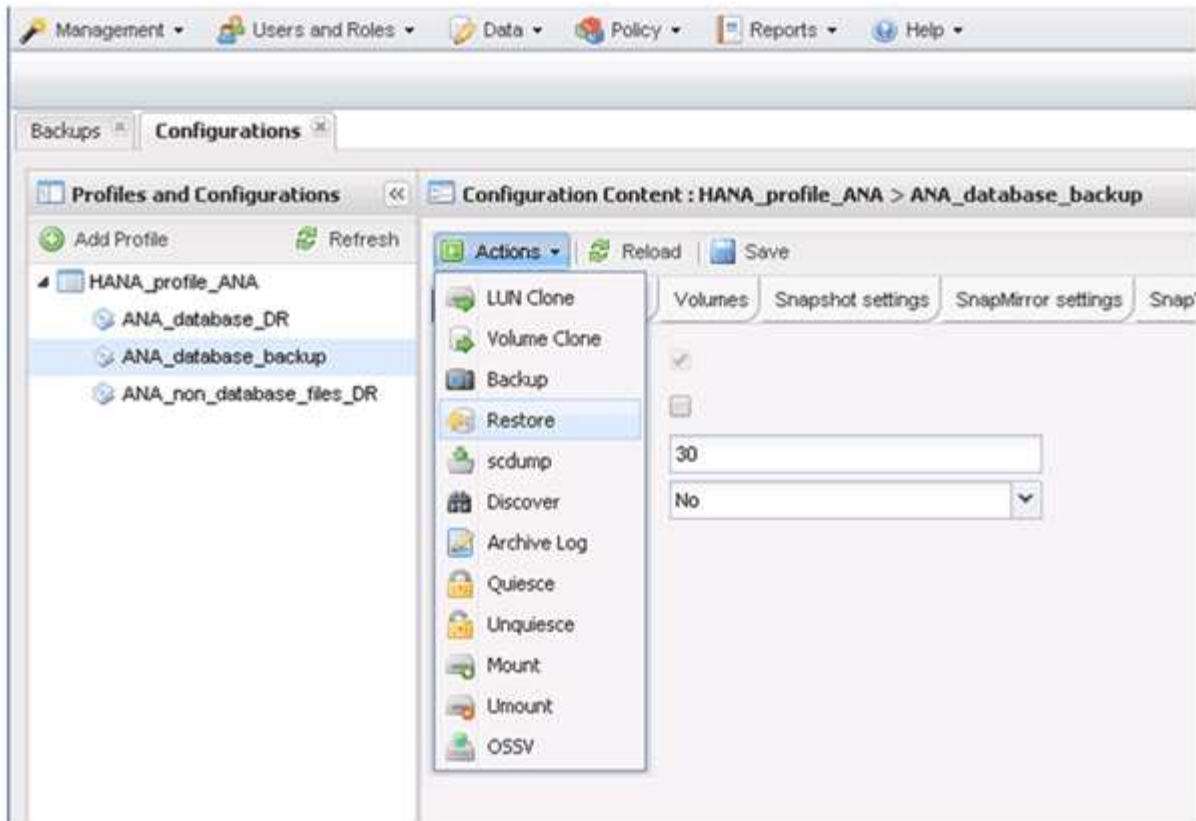 Management Users and Roles Data Policy Reports Help
Backups Configurations
Profiles and Configurations
Configuration Content : HANA_profile_ANA > ANA_database_backup
Add Profile Refresh
Actions Reload Save
HANA_profile_ANA
ANA_database_DR
ANA_database_backup
ANA_non_database_files_DR
Volumes Snapshot settings SnapMirror settings Snap
LUN Clone
Volume Clone
Backup
Restore
scdump
Discover
Archive Log
Quiesce
Unquiesce
Mount
Umount
OSSV
30
No